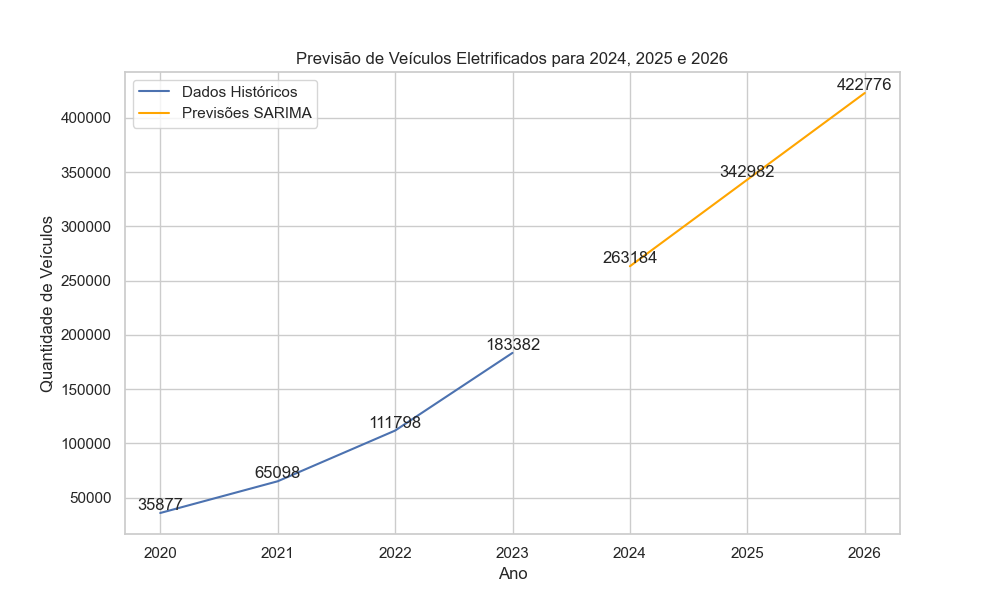 Previsão de Veículos Eletrificados para 2024, 2025 e 2026
Dados Históricos
Previsões SARIMA
Quantidade de Veículos
400000
350000
300000
250000
200000
150000
100000
50000
35877
65098
111798
183382
263184
342982
422776
2020 2021 2022 2023 2024 2025 2026
Ano